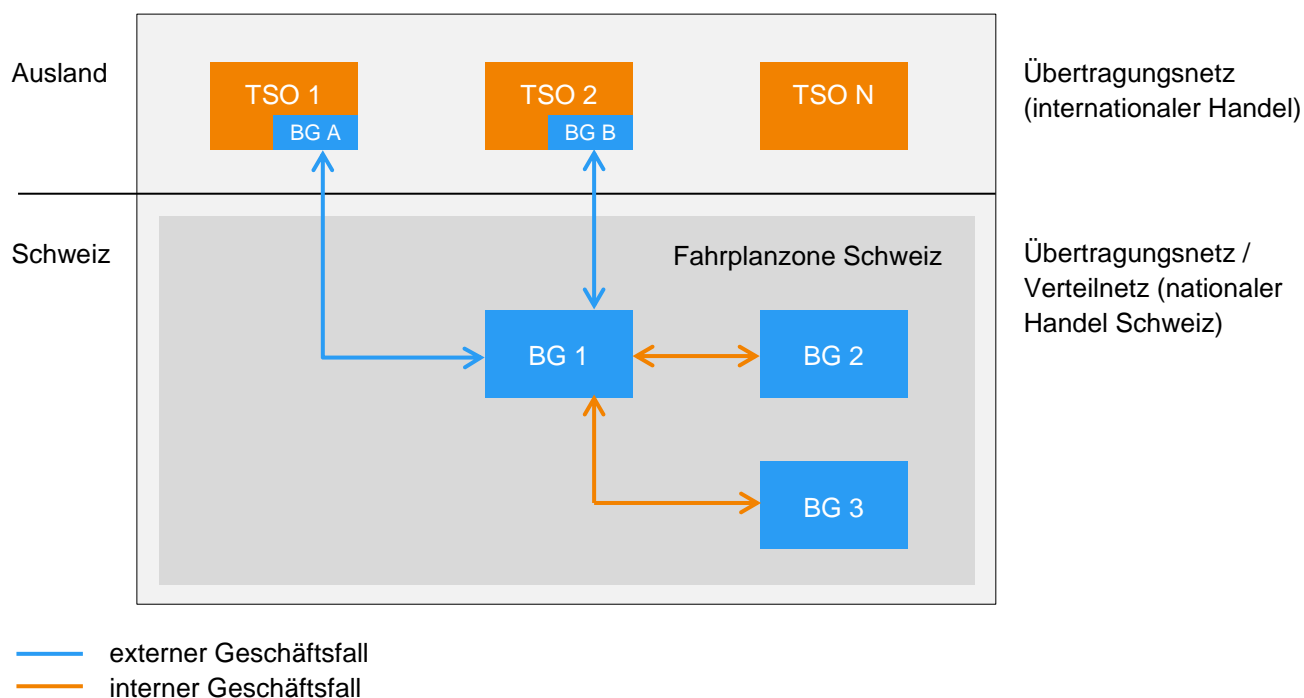 Ausland
TSO 1
BG A
TSO 2
BG B
TSO N
Übertragungsnetz
(internationaler Handel)
Schweiz
Fahrplanzone Schweiz
Übertragungsnetz /
Verteilnetz (nationaler
Handel Schweiz)
BG 1
BG 2
BG 3
externer Geschäftsfall
interner Geschäftsfall